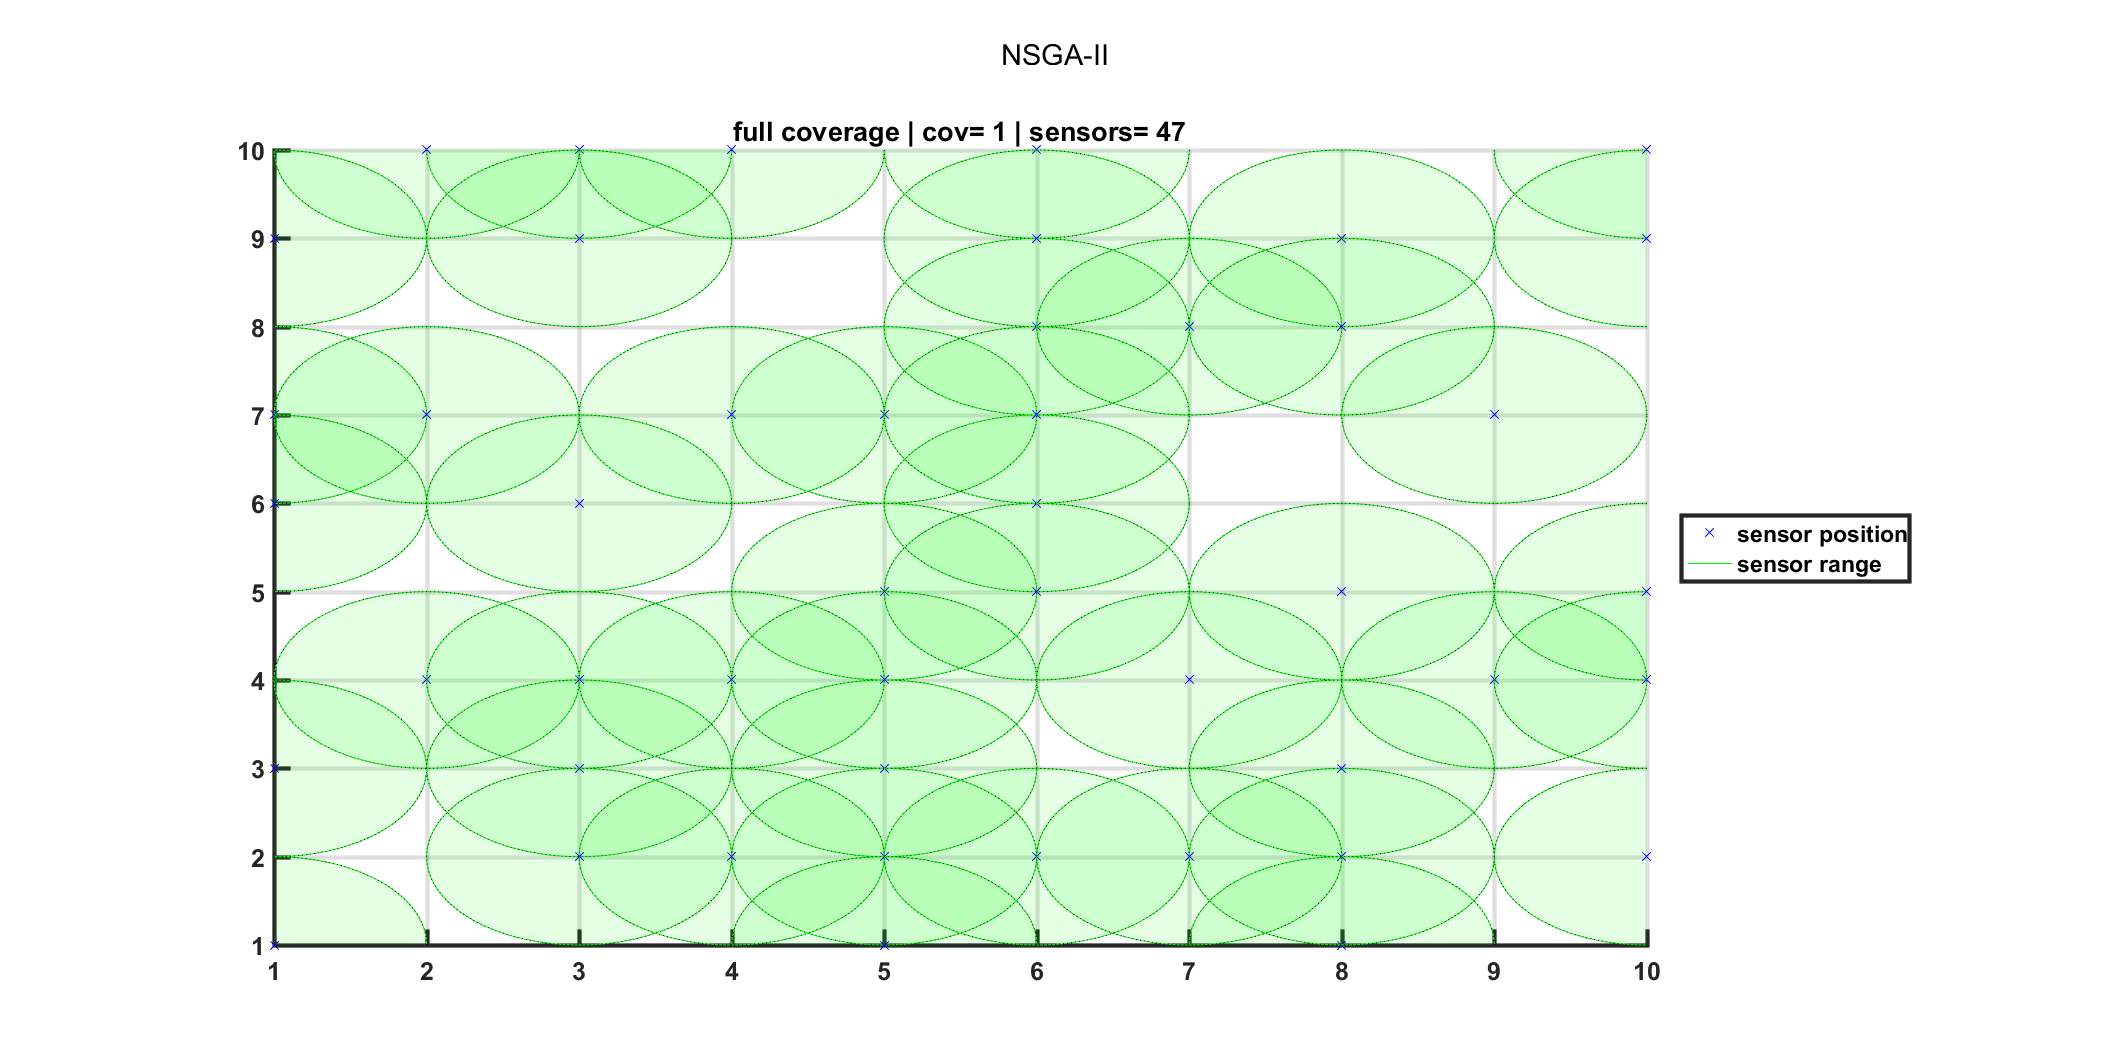 NSGA-II
full coverage | cov= 1 | sensors= 47
10
9
8
7
6
5
4
3
2
1
1 2 3 4 5 6 7 8 9 10
sensor position
sensor range